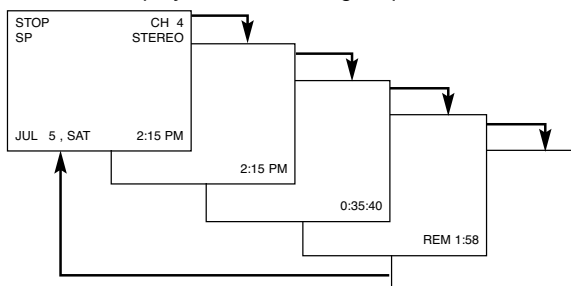 STOP CH 4
SP STEREO
JUL 5 , SAT 2:15 PM
2:15 PM
0:35:40
REM 1:58